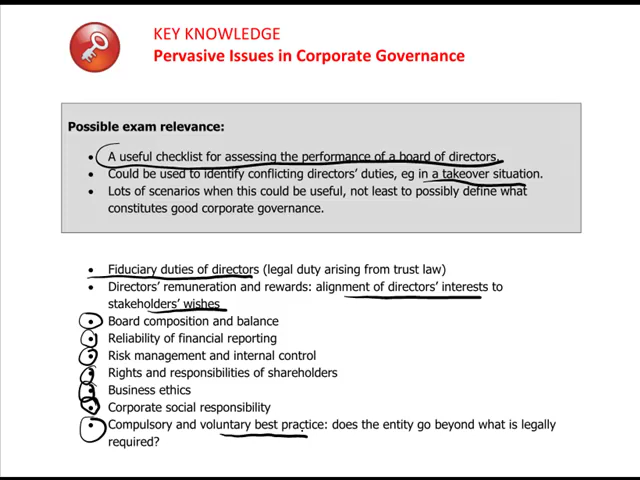 KEY KNOWLEDGE
Pervasive Issues in Corporate Governance
Possible exam relevance:
• A useful checklist for assessing the performance of a board of directors.
• Could be used to identify conflicting directors' duties, eg in a takeover situation.
• Lots of scenarios when this could be useful, not least to possibly define what
constitutes good corporate governance.
• Fiduciary duties of directors (legal duty arising from trust law)
• Directors' remuneration and rewards: alignment of directors' interests to
stakeholders' wishes
• Board composition and balance
• Reliability of financial reporting
• Risk management and internal control
• Rights and responsibilities of shareholders
• Business ethics
• Corporate social responsibility
• Compulsory and voluntary best practice: does the entity go beyond what is legally
required?